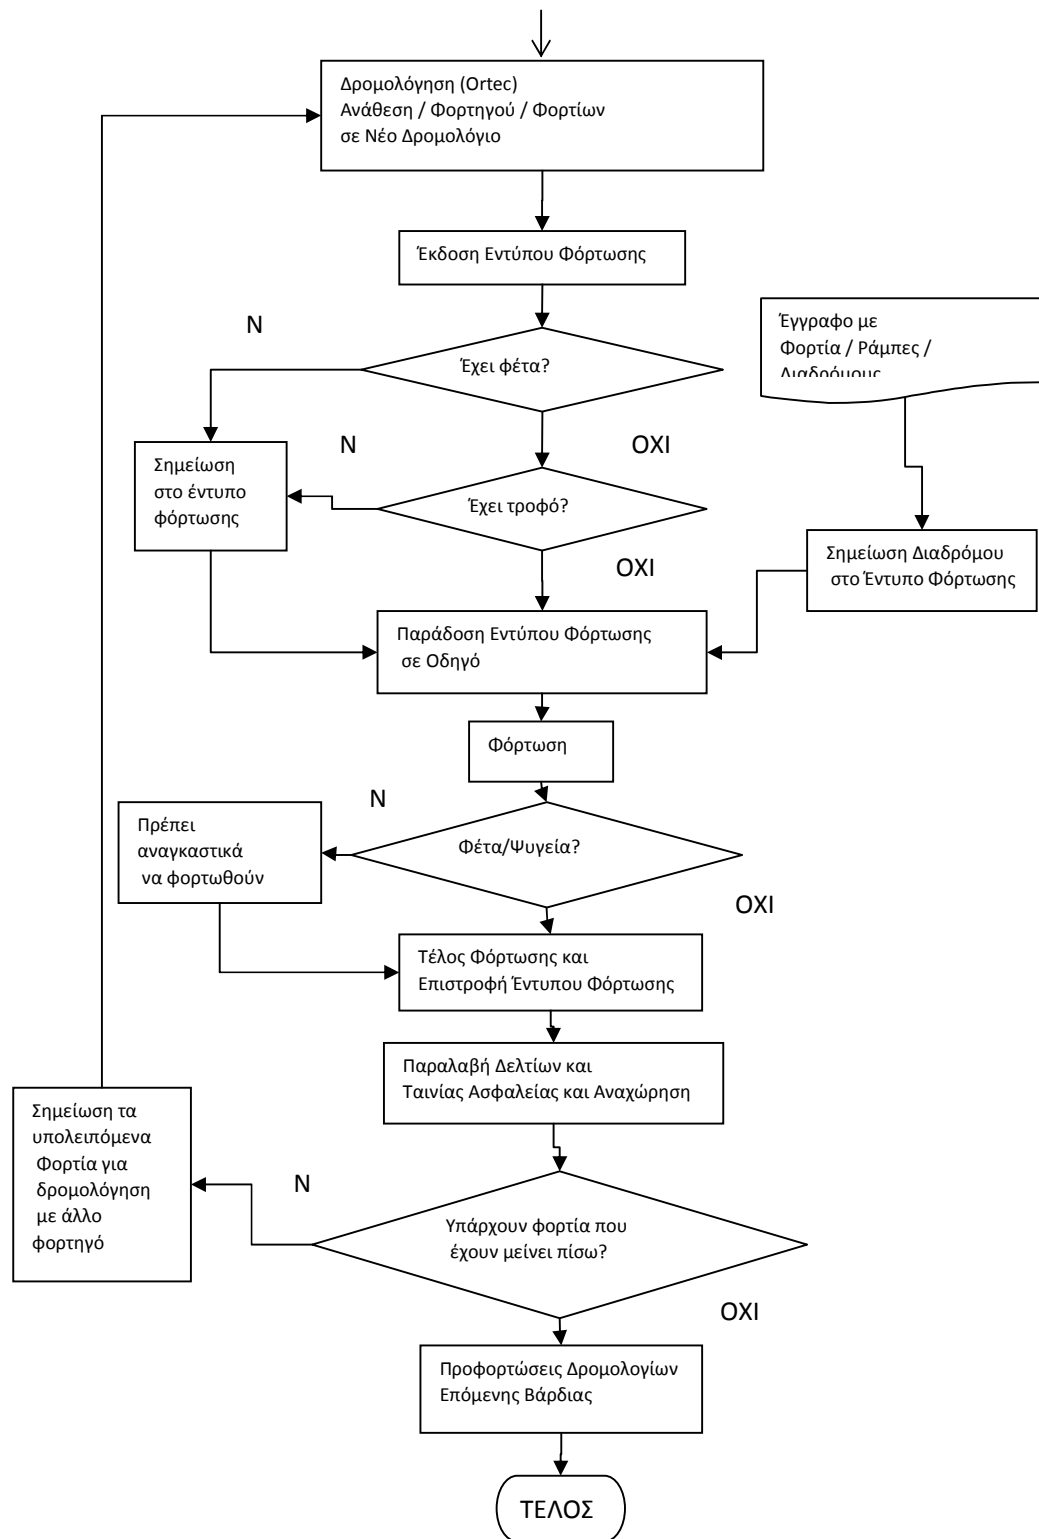 Δρομολόγηση (Ortec)
Ανάθεση / Φορτηγού / Φορτίων
σε Νέο Δρομολόγιο
Έκδοση Εντύπου Φόρτωσης
Ν
Έγγραφο με
Φορτία / Ράμπες /
Διαδρόμους
Έχει φέτα?
ΟΧΙ
Ν
Σημείωση
στο έντυπο
φόρτωσης
Έχει τροφό?
ΟΧΙ
Σημείωση Διαδρόμου
στο Έντυπο Φόρτωσης
Παράδοση Εντύπου Φόρτωσης
σε Οδηγό
Φόρτωση
Ν
Πρέπει
αναγκαστικά
να φορτωθούν
Φέτα/Ψυγεία?
ΟΧΙ
Τέλος Φόρτωσης και
Επιστροφή Έντυπου Φόρτωσης
Παραλαβή Δελτίων και
Ταινίας Ασφαλείας και Αναχώρηση
Σημείωση τα
υπολειπόμενα
Φορτία για
δρομολόγηση
με άλλο
φορτηγό
Ν
Υπάρχουν φορτία που
έχουν μείνει πίσω?
ΟΧΙ
Προφορτώσεις Δρομολογίων
Επόμενης Βάρδιας
ΤΕΛΟΣ